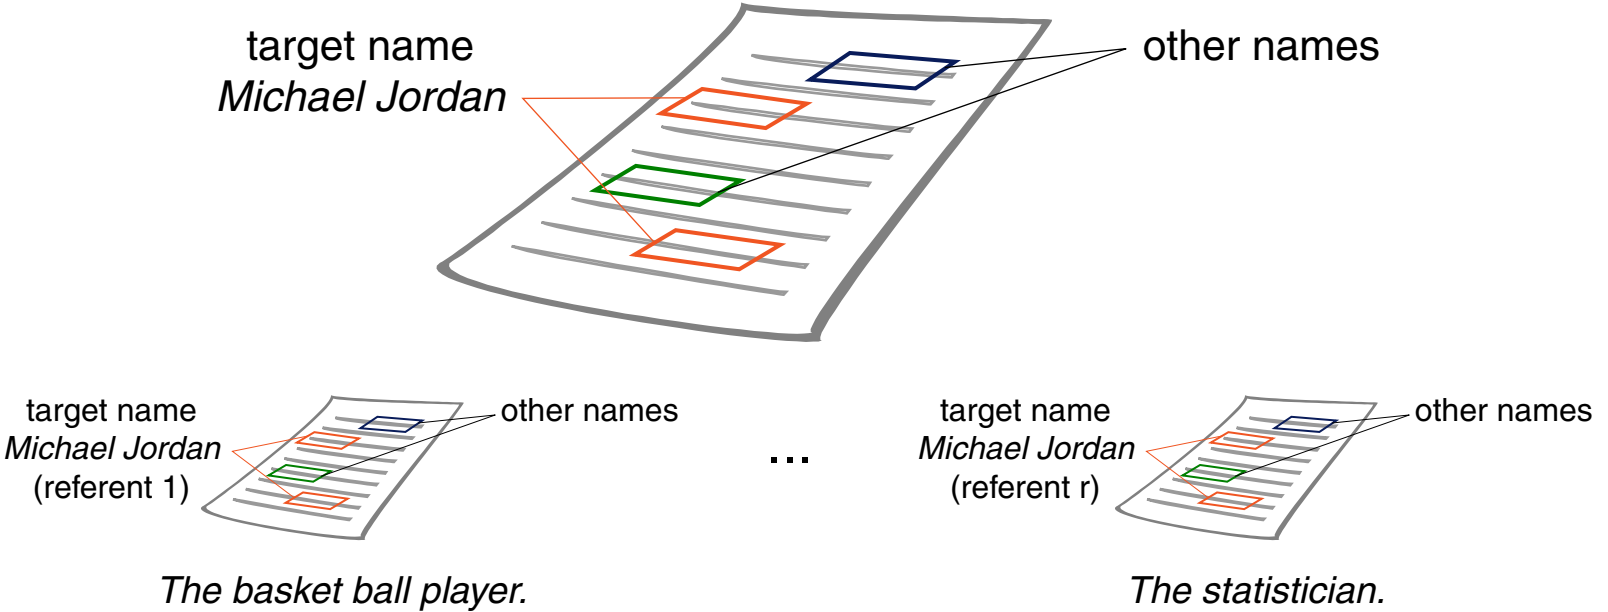 target name
Michael Jordan
other names
target name
Michael Jordan
(referent 1)
other names
...
target name
Michael Jordan
(referent r)
other names
The basket ball player.
The statistician.